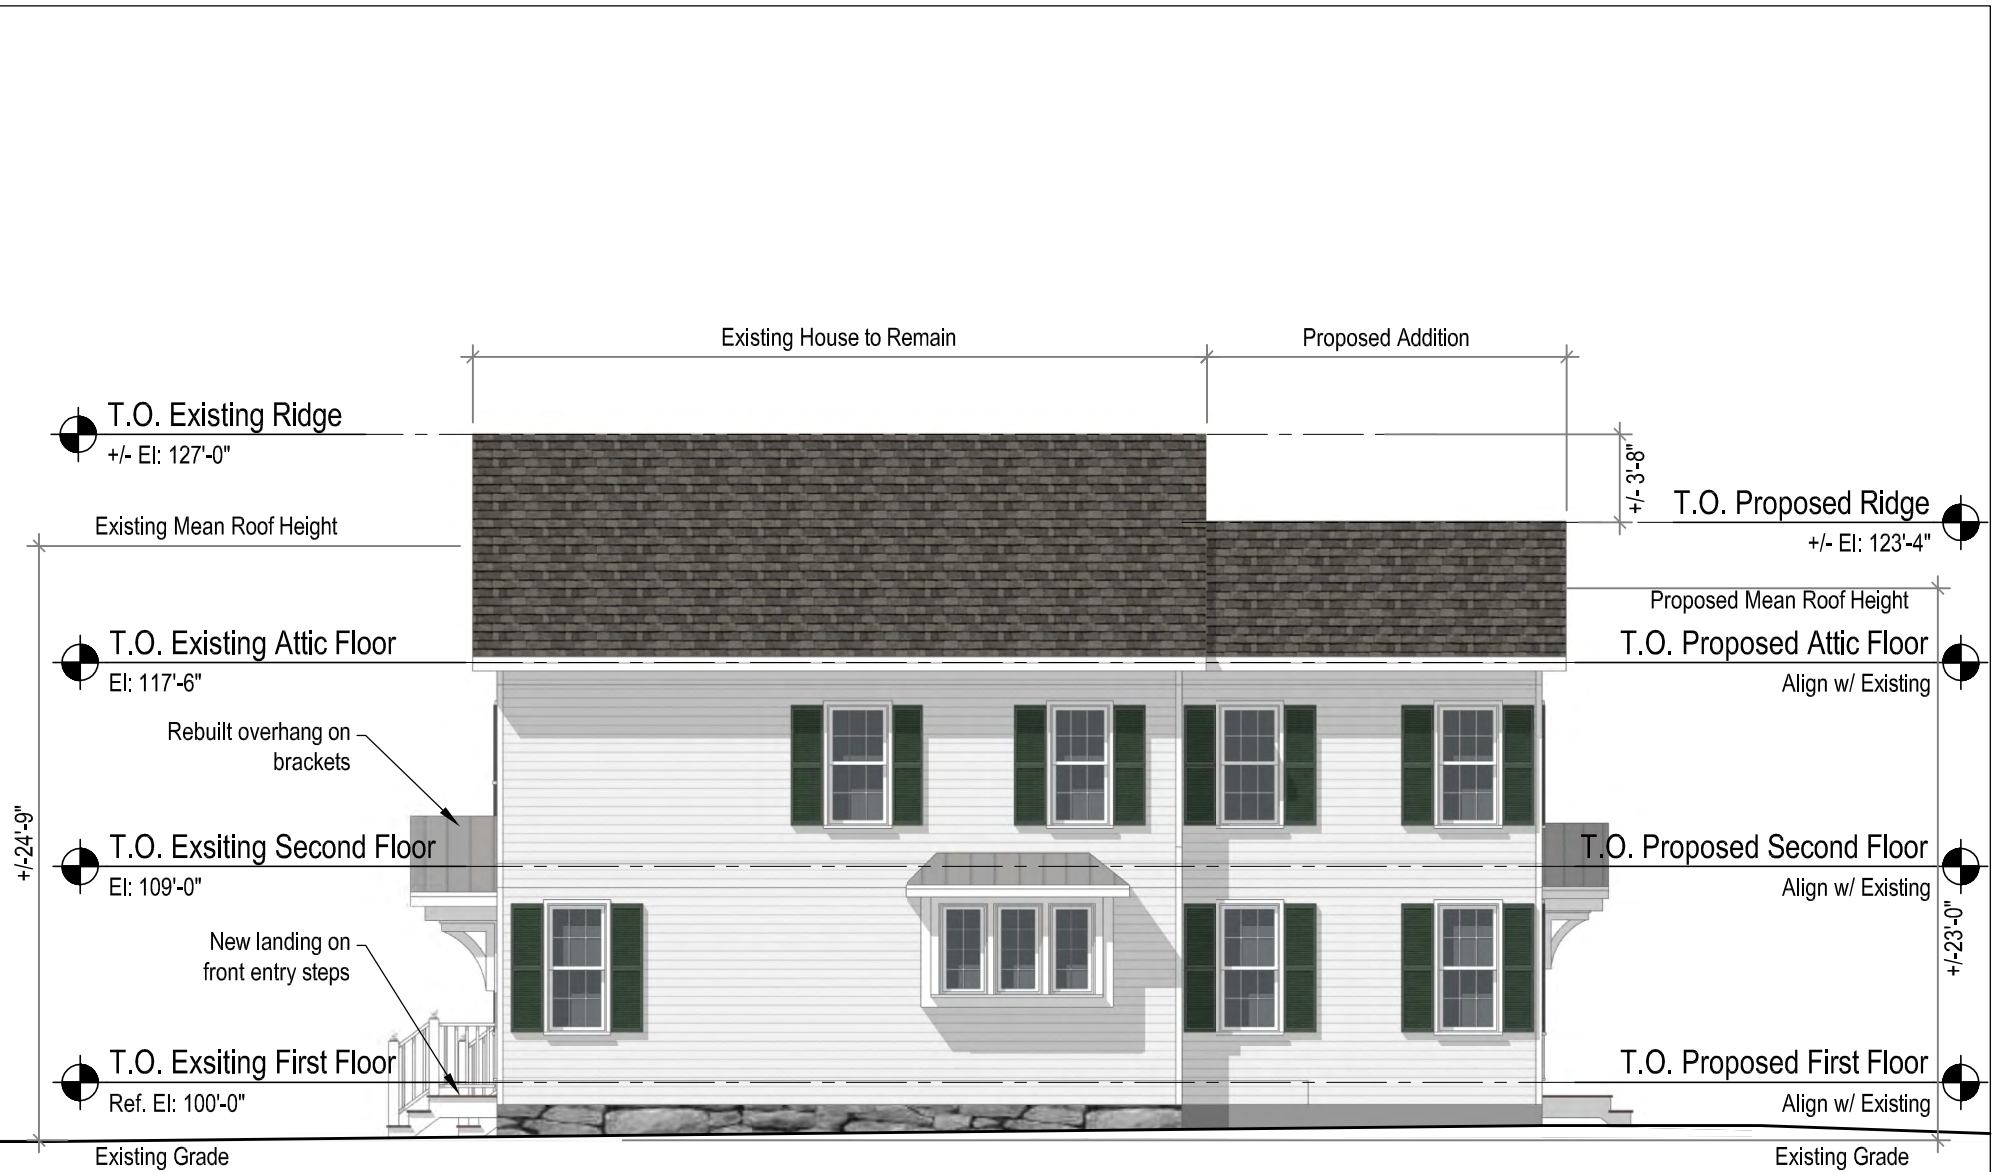 Existing House to Remain
Proposed Addition
T.O. Existing Ridge
+/- El: 127'-0"
+/- 3'-8"
T.O. Proposed Ridge
+/- El: 123'-4"
Existing Mean Roof Height
Proposed Mean Roof Height
T.O. Existing Attic Floor
El: 117'-6"
T.O. Proposed Attic Floor
Align w/ Existing
Rebuilt overhang on
brackets
+/-24'-9"
T.O. Exsiting Second Floor
El: 109'-0"
T.O. Proposed Second Floor
Align w/ Existing
+/-23'-0"
New landing on
front entry steps
T.O. Exsiting First Floor
Ref. El: 100'-0"
T.O. Proposed First Floor
Align w/ Existing
Existing Grade
Existing Grade